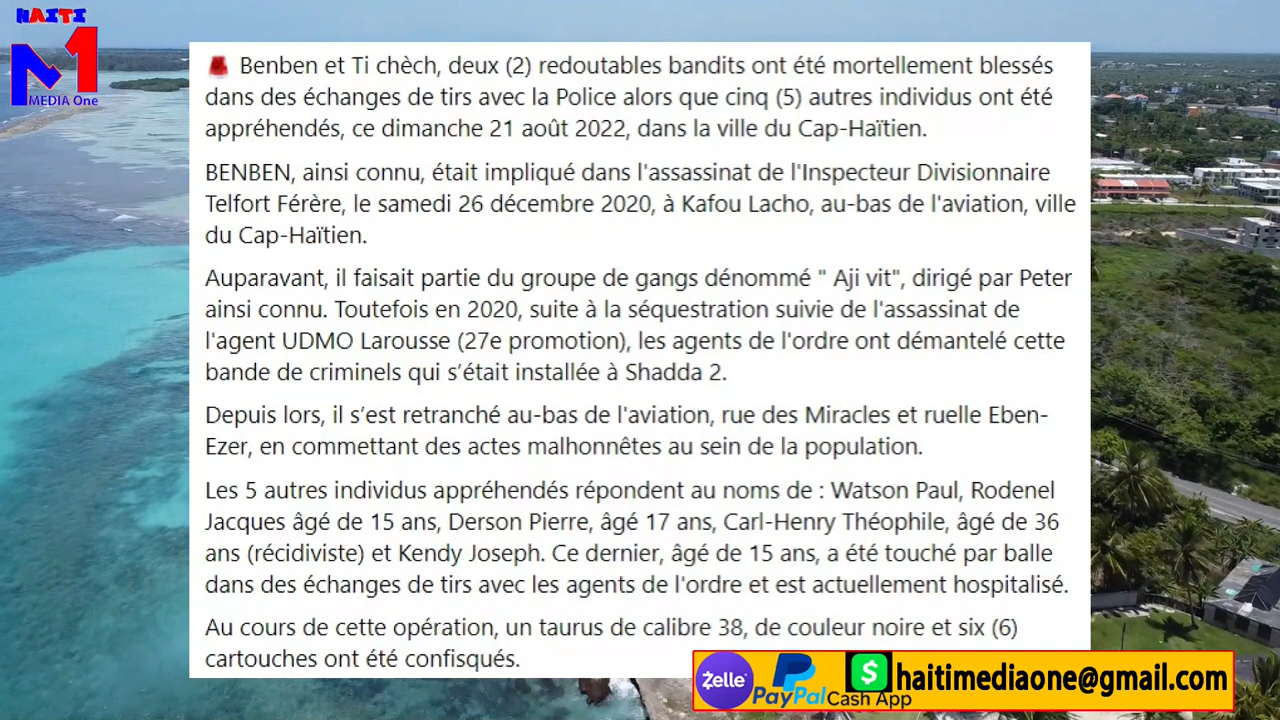 HAITI
M1
MEDIA One
Benben et Ti chèch, deux (2) redoutables bandits ont été mortellement blessés
dans des échanges de tirs avec la Police alors que cinq (5) autres individus ont été
appréhendés, ce dimanche 21 août 2022, dans la ville du Cap-Haïtien.
BENBEN, ainsi connu, était impliqué dans l'assassinat de l'Inspecteur Divisionnaire
Telfort Férère, le samedi 26 décembre 2020, à Kafou Lacho, au-bas de l'aviation, ville
du Cap-Haïtien.
Auparavant, il faisait partie du groupe de gangs dénommé " Aji vit", dirigé par Peter
ainsi connu. Toutefois en 2020, suite à la séquestration suivie de l'assassinat de
l'agent UDMO Larousse (27e promotion), les agents de l'ordre ont démantelé cette
bande de criminels qui s’était installée à Shadda 2.
Depuis lors, il s’est retranché au-bas de l'aviation, rue des Miracles et ruelle Eben-
Ezer, en commettant des actes malhonnêtes au sein de la population.
Les 5 autres individus appréhendés répondent au noms de : Watson Paul, Rodenel
Jacques âgé de 15 ans, Derson Pierre, âgé 17 ans, Carl-Henry Théophile, âgé de 36
ans (récidiviste) et Kendy Joseph. Ce dernier, âgé de 15 ans, a été touché par balle
dans des échanges de tirs avec les agents de l'ordre et est actuellement hospitalisé.
Au cours de cette opération, un taurus de calibre 38, de couleur noire et six (6)
cartouches ont été confisqués.
Zelle PayPal $ Cash App haitimediaone@gmail.com